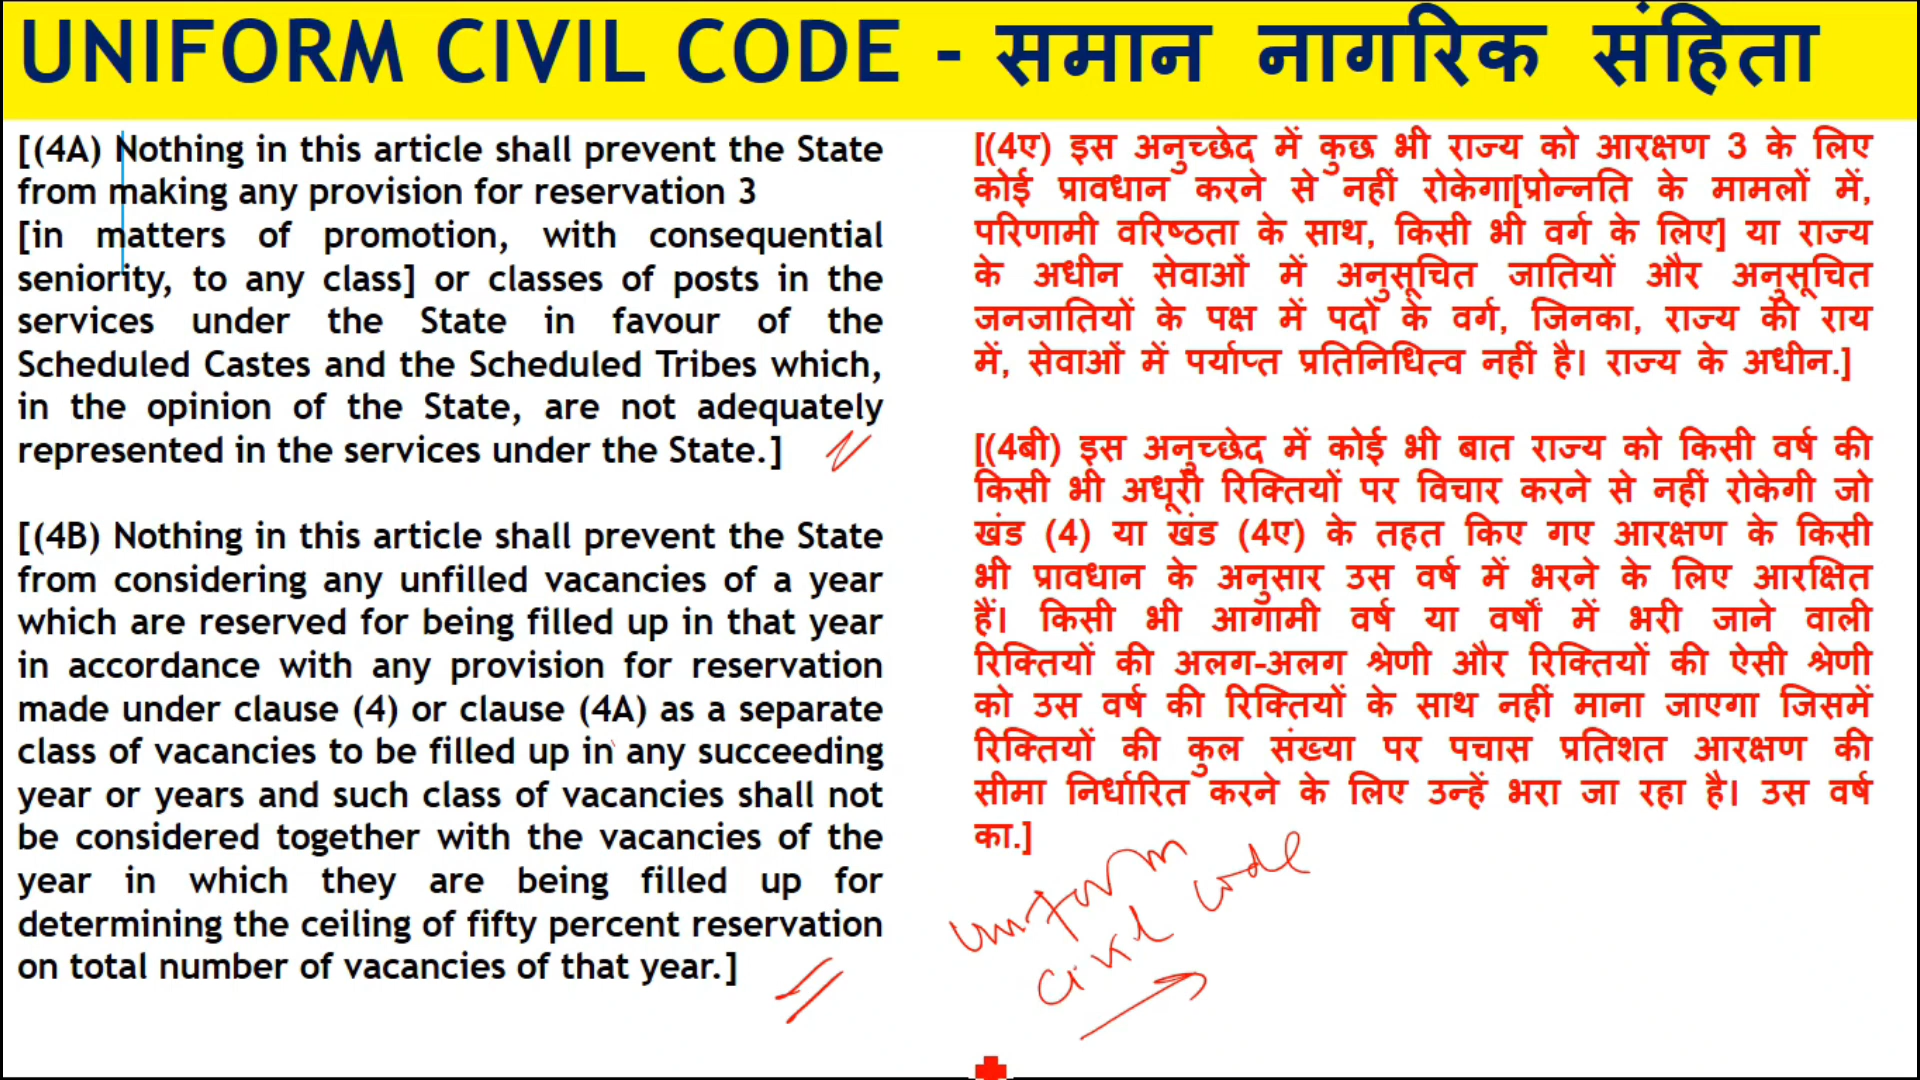 UNIFORM CIVIL CODE - समान नागरिक संहिता
[(4A) Nothing in this article shall prevent the State
from making any provision for reservation 3
[in matters of promotion, with consequential
seniority, to any class] or classes of posts in the
services under the State in favour of the
Scheduled Castes and the Scheduled Tribes which,
in the opinion of the State, are not adequately
represented in the services under the State.]
[(4B) Nothing in this article shall prevent the State
from considering any unfilled vacancies of a year
which are reserved for being filled up in that year
in accordance with any provision for reservation
made under clause (4) or clause (4A) as a separate
class of vacancies to be filled up in any succeeding
year or years and such class of vacancies shall not
be considered together with the vacancies of the
year in which they are being filled up for
determining the ceiling of fifty percent reservation
on total number of vacancies of that year.]
[(4ए) इस अनुच्छेद में कुछ भी राज्य को आरक्षण 3 के लिए
कोई प्रावधान करने से नहीं रोकेगा[प्रोन्नति के मामलों में,
परिणामी वरिष्ठता के साथ, किसी भी वर्ग के लिए] या राज्य
के अधीन सेवाओं में अनुसूचित जातियों और अनुसूचित
जनजातियों के पक्ष में पदों के वर्ग, जिनका, राज्य की राय
में, सेवाओं में पर्याप्त प्रतिनिधित्व नहीं है। राज्य के अधीन.]
[(4बी) इस अनुच्छेद में कोई भी बात राज्य को किसी वर्ष की
किसी भी अधूरी रिक्तियों पर विचार करने से नहीं रोकेगी जो
खंड (4) या खंड (4ए) के तहत किए गए आरक्षण के किसी
भी प्रावधान के अनुसार उस वर्ष में भरने के लिए आरक्षित
हैं। किसी भी आगामी वर्ष या वर्षों में भरी जाने वाली
रिक्तियों की अलग-अलग श्रेणी और रिक्तियों की ऐसी श्रेणी
को उस वर्ष की रिक्तियों के साथ नहीं माना जाएगा जिसमें
रिक्तियों की कुल संख्या पर पचास प्रतिशत आरक्षण की
सीमा निर्धारित करने के लिए उन्हें भरा जा रहा है। उस वर्ष
का.]
uniform
civil code